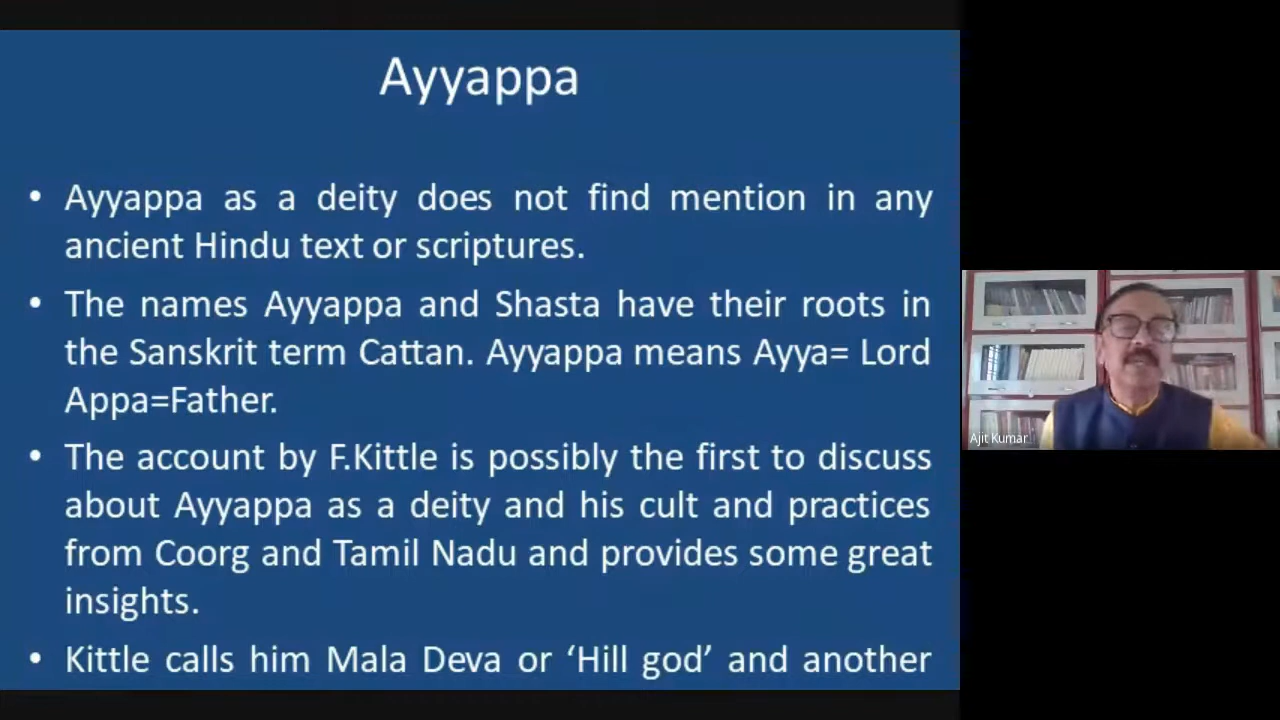 Ayyappa
• Ayyappa as a deity does not find mention in any
ancient Hindu text or scriptures.
• The names Ayyappa and Shasta have their roots in
the Sanskrit term Cattan. Ayyappa means Ayya= Lord
Appa=Father.
• The account by F.Kittle is possibly the first to discuss
about Ayyappa as a deity and his cult and practices
from Coorg and Tamil Nadu and provides some great
insights.
• Kittle calls him Mala Deva or ‘Hill god’ and another
Ajit Kumar